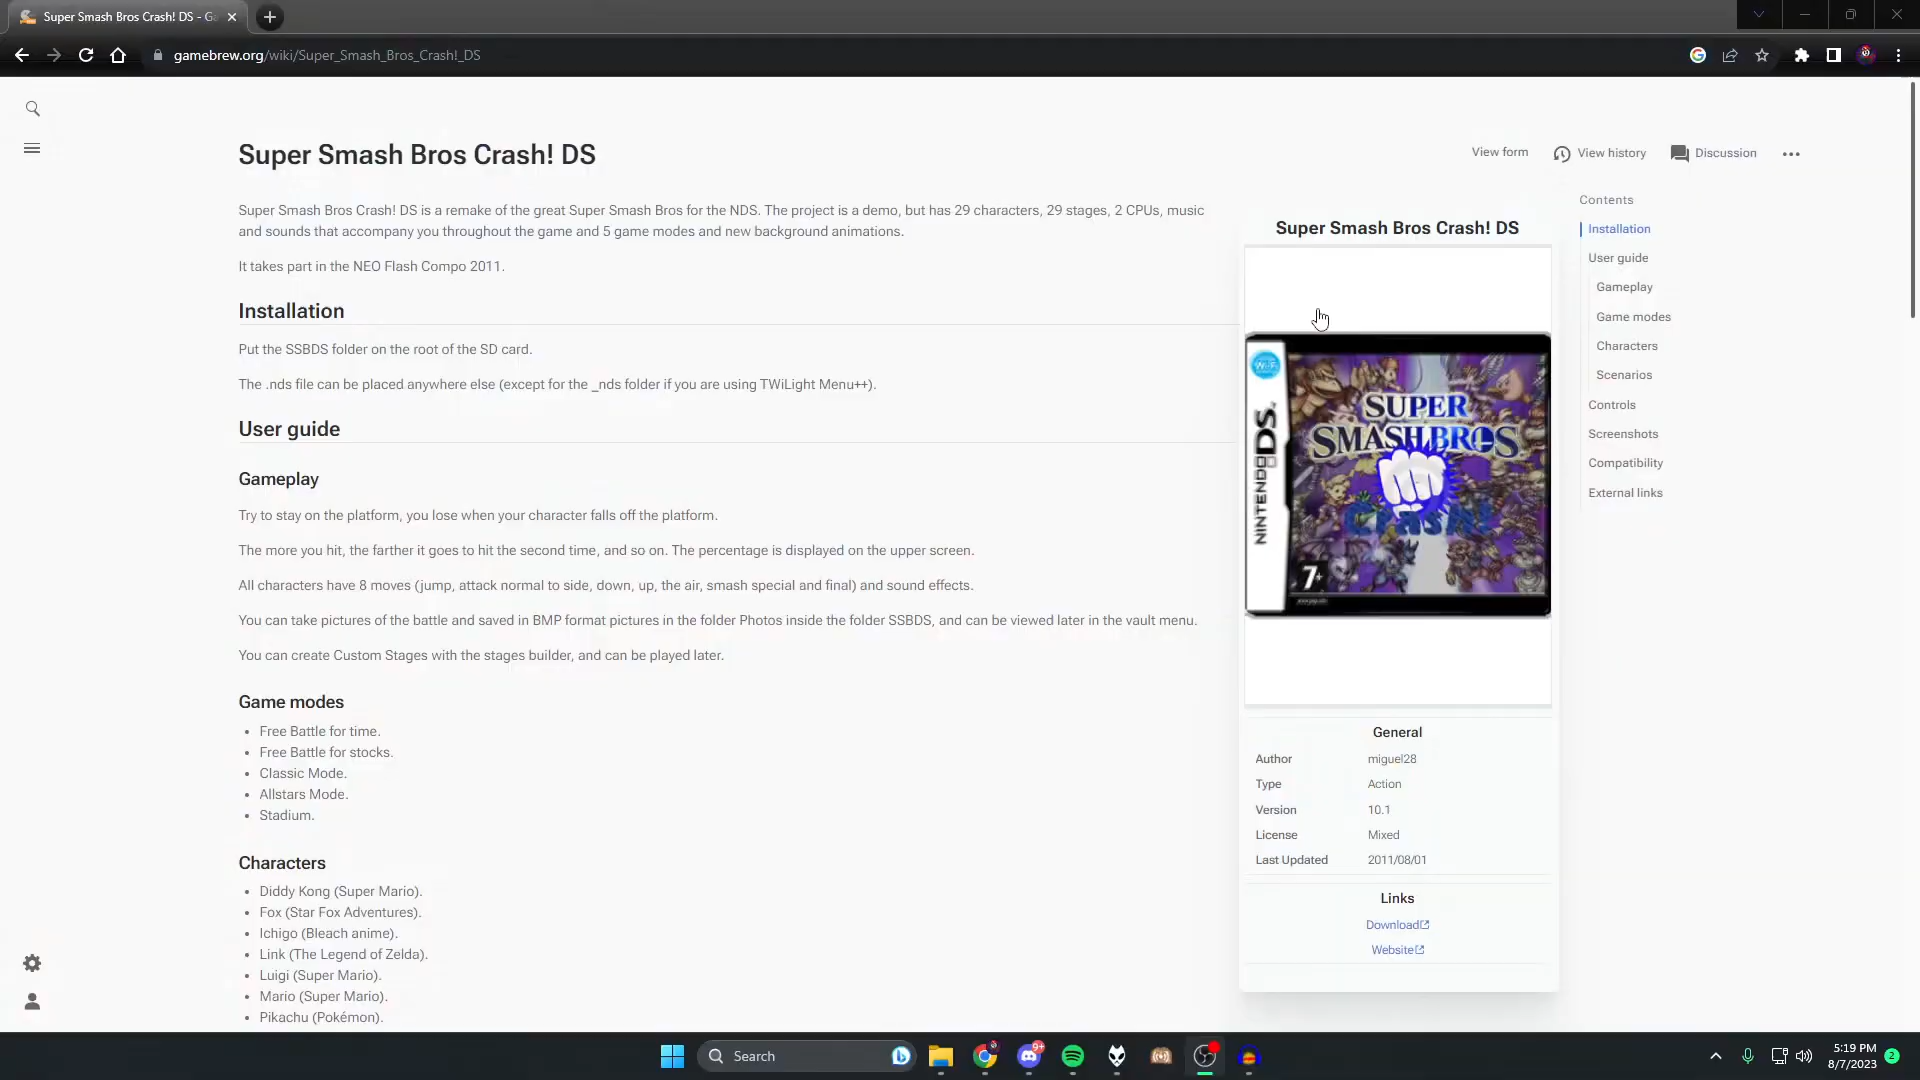 Super Smash Bros Crash! DS - Ga
gamebrew.org/wiki/Super_Smash_Bros_Crash!_DS
Super Smash Bros Crash! DS
View form
View history
Discussion
Super Smash Bros Crash! DS is a remake of the great Super Smash Bros for the NDS. The project is a demo, but has 29 characters, 29 stages, 2 CPUs, music
and sounds that accompany you throughout the game and 5 game modes and new background animations.
It takes part in the NEO Flash Compo 2011.
Installation
Put the SSBDS folder on the root of the SD card.
The .nds file can be placed anywhere else (except for the _nds folder if you are using TWiLight Menu++).
User guide
Gameplay
Try to stay on the platform, you lose when your character falls off the platform.
The more you hit, the farther it goes to hit the second time, and so on. The percentage is displayed on the upper screen.
All characters have 8 moves (jump, attack normal to side, down, up, the air, smash special and final) and sound effects.
You can take pictures of the battle and saved in BMP format pictures in the folder Photos inside the folder SSBDS, and can be viewed later in the vault menu.
You can create Custom Stages with the stages builder, and can be played later.
Game modes
• Free Battle for time.
• Free Battle for stocks.
• Classic Mode.
• Allstars Mode.
• Stadium.
Characters
• Diddy Kong (Super Mario).
• Fox (Star Fox Adventures).
• Ichigo (Bleach anime).
• Link (The Legend of Zelda).
• Luigi (Super Mario).
• Mario (Super Mario).
• Pikachu (Pokémon).
Super Smash Bros Crash! DS
NINTENDO DS
SUPER
SMASH BROS
Crash!
7+
General
Author miguel28
Type Action
Version 10.1
License Mixed
Last Updated 2011/08/01
Links
Download
Website
Contents
Installation
User guide
Gameplay
Game modes
Characters
Scenarios
Controls
Screenshots
Compatibility
External links
Search
9+
5:19 PM
8/7/2023
2